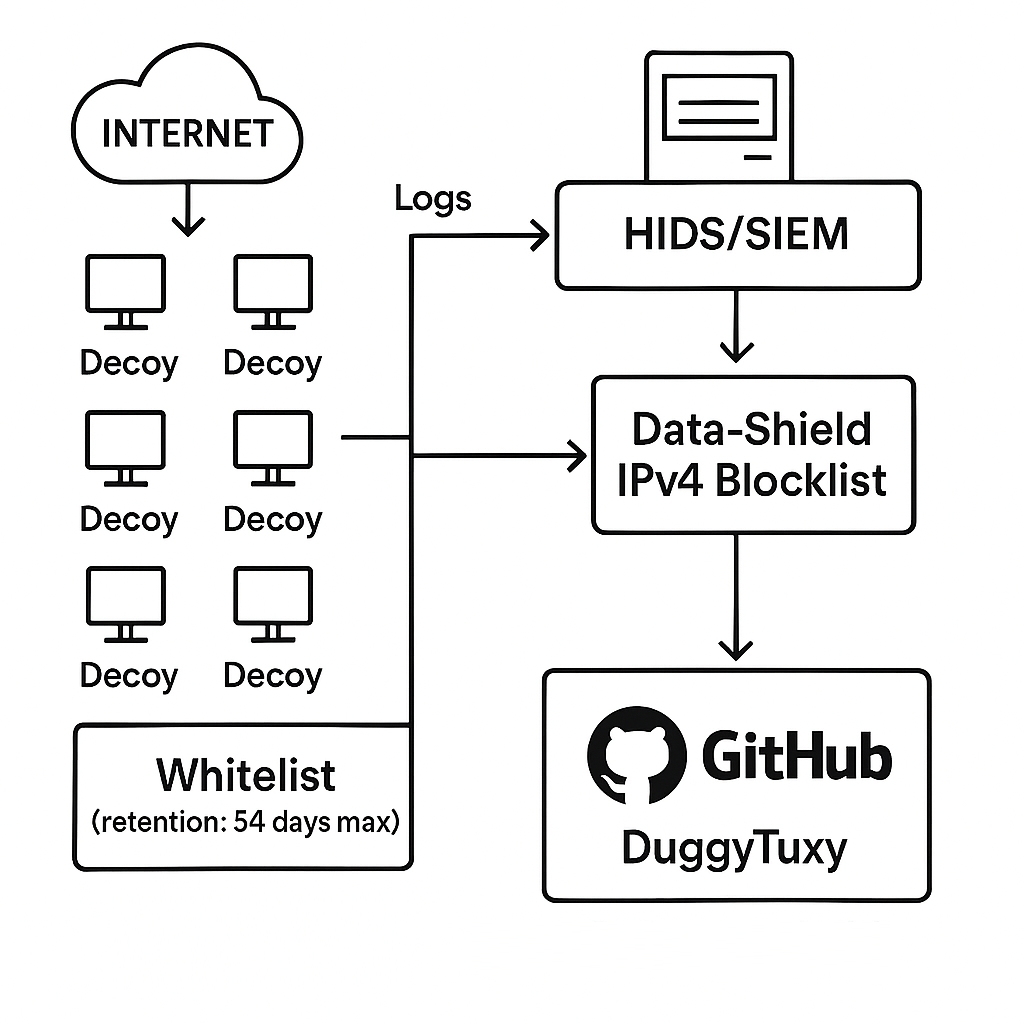 INTERNET
Logs
HIDS/SIEM
Decoy
Decoy
Decoy
Decoy
Decoy
Decoy
Data-Shield
IPv4 Blocklist
Whitelist
(retention: 54 days max)
GitHub
DuggyTuxy